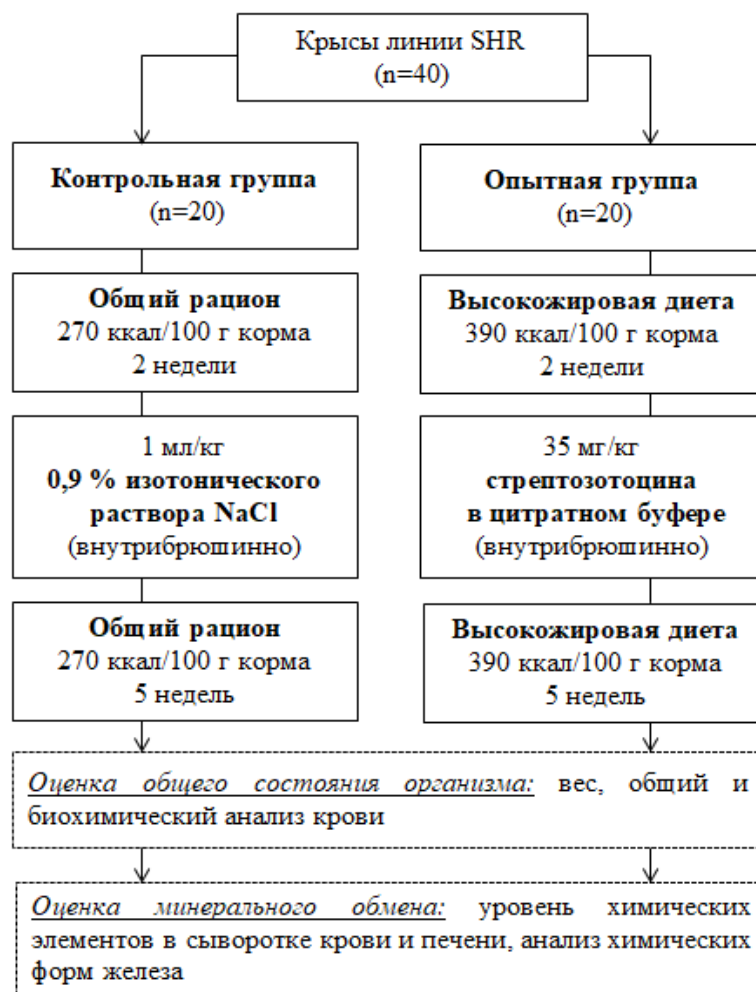 Крысы линии SHR
(n=40)
Контрольная группа
(n=20)
Опытная группа
(n=20)
Общий рацион
270 ккал/100 г корма
2 недели
Высокожировая диета
390 ккал/100 г корма
2 недели
1 мл/кг
0,9 % изотонического
раствора NaCl
(внутрибрюшинно)
35 мг/кг
стрептозотоцина
в цитратном буфере
(внутрибрюшинно)
Общий рацион
270 ккал/100 г корма
5 недель
Высокожировая диета
390 ккал/100 г корма
5 недель
Оценка общего состояния организма: вес, общий и
биохимический анализ крови
Оценка минерального обмена: уровень химических
элементов в сыворотке крови и печени, анализ химических
форм железа